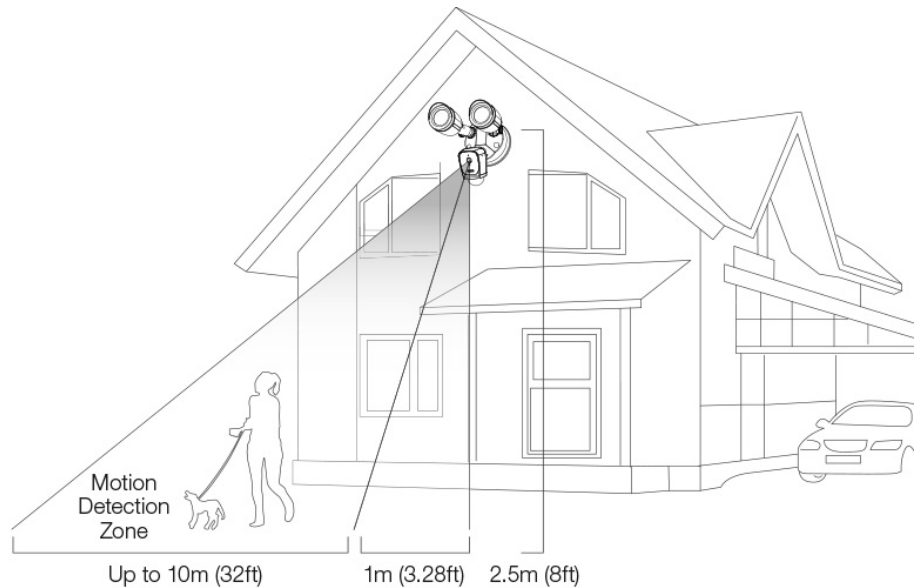 Motion
Detection
Zone
Up to 10m (32ft)
1m (3.28ft)
2.5m (8ft)